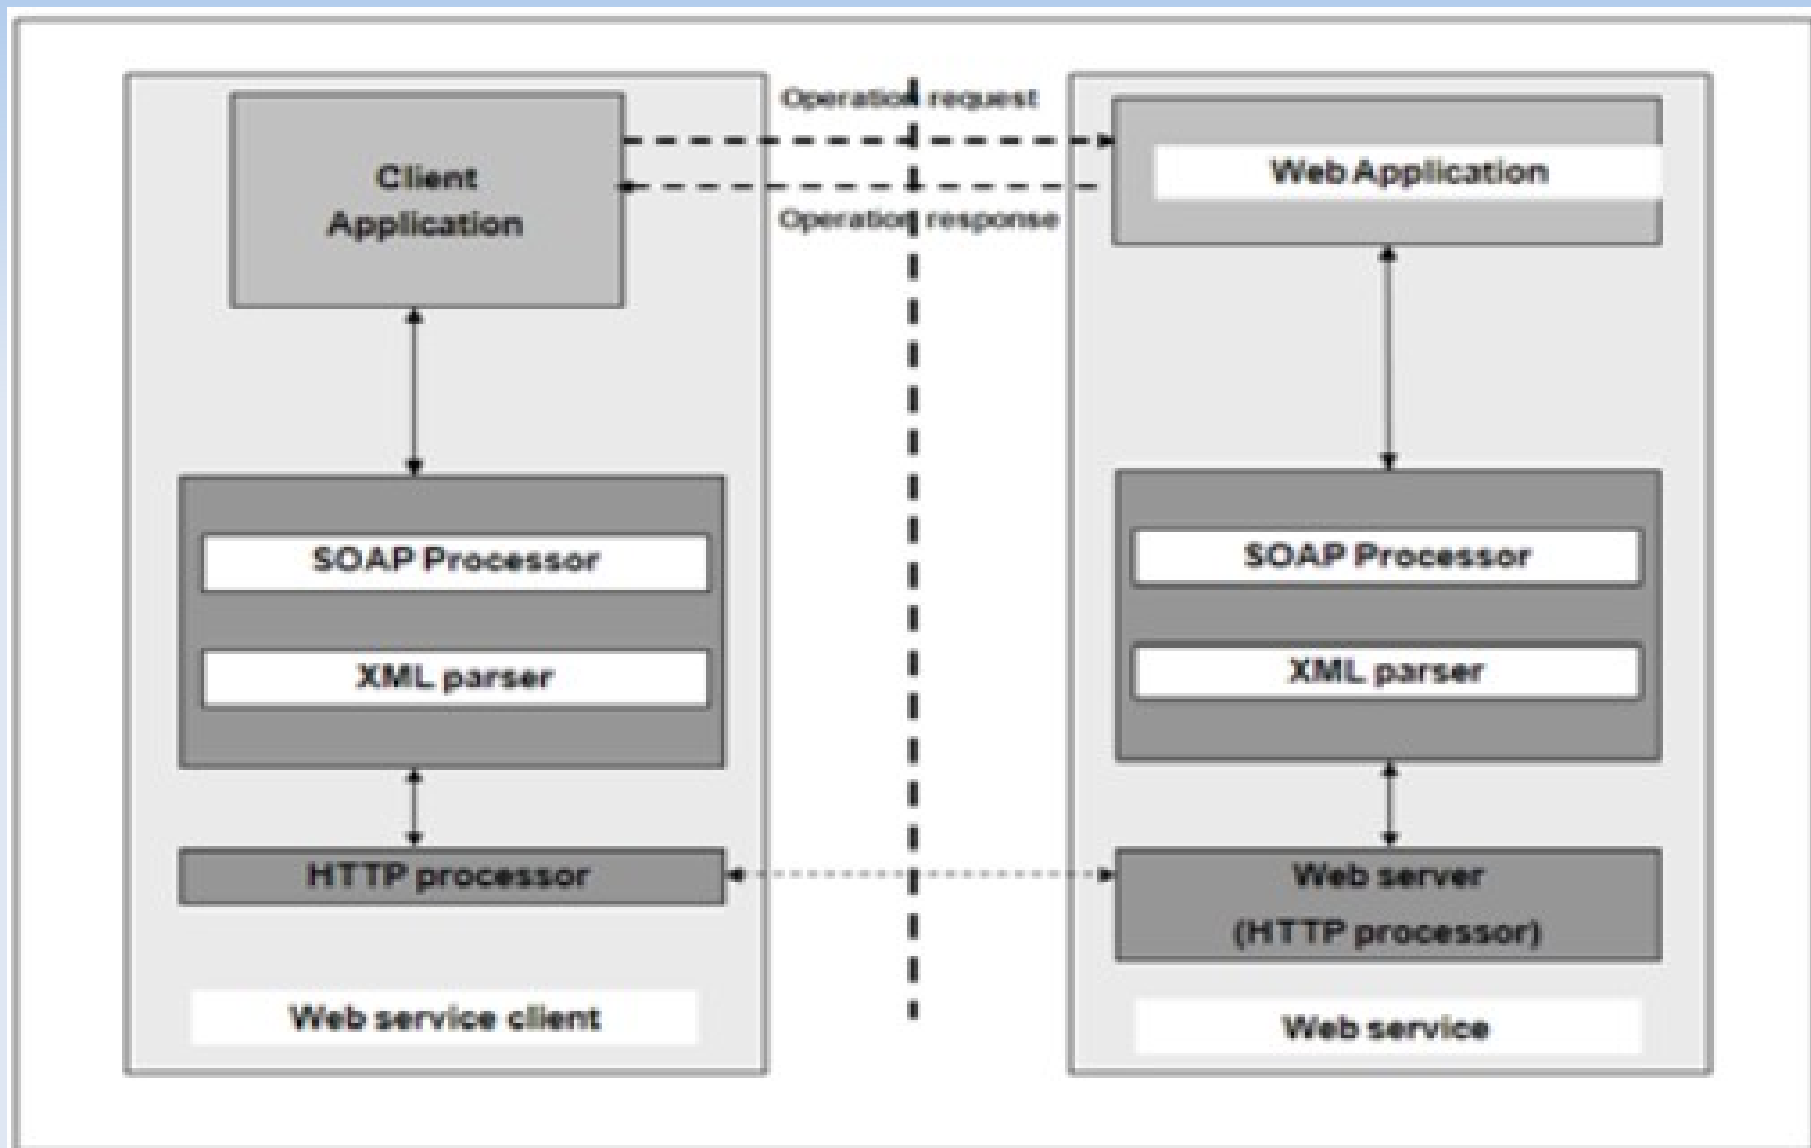 Operation request
Client
Application
Web Application
Operation response
SOAP Processor
XML parser
HTTP processor
Web service client
SOAP Processor
XML parser
Web server
(HTTP processor)
Web service